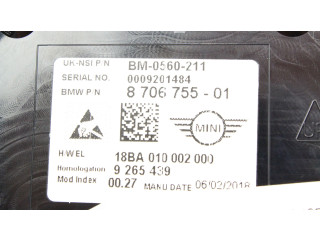 UK-NSI P/N BM-0560-211
SERIAL NO. 0009201484
BMW P/N 8 706 755 - 01
MINI
H/W EL 18BA 010 002 000
Homologation 9 265 439
Mod Index 00.27 MANU DATE 06/02/2018